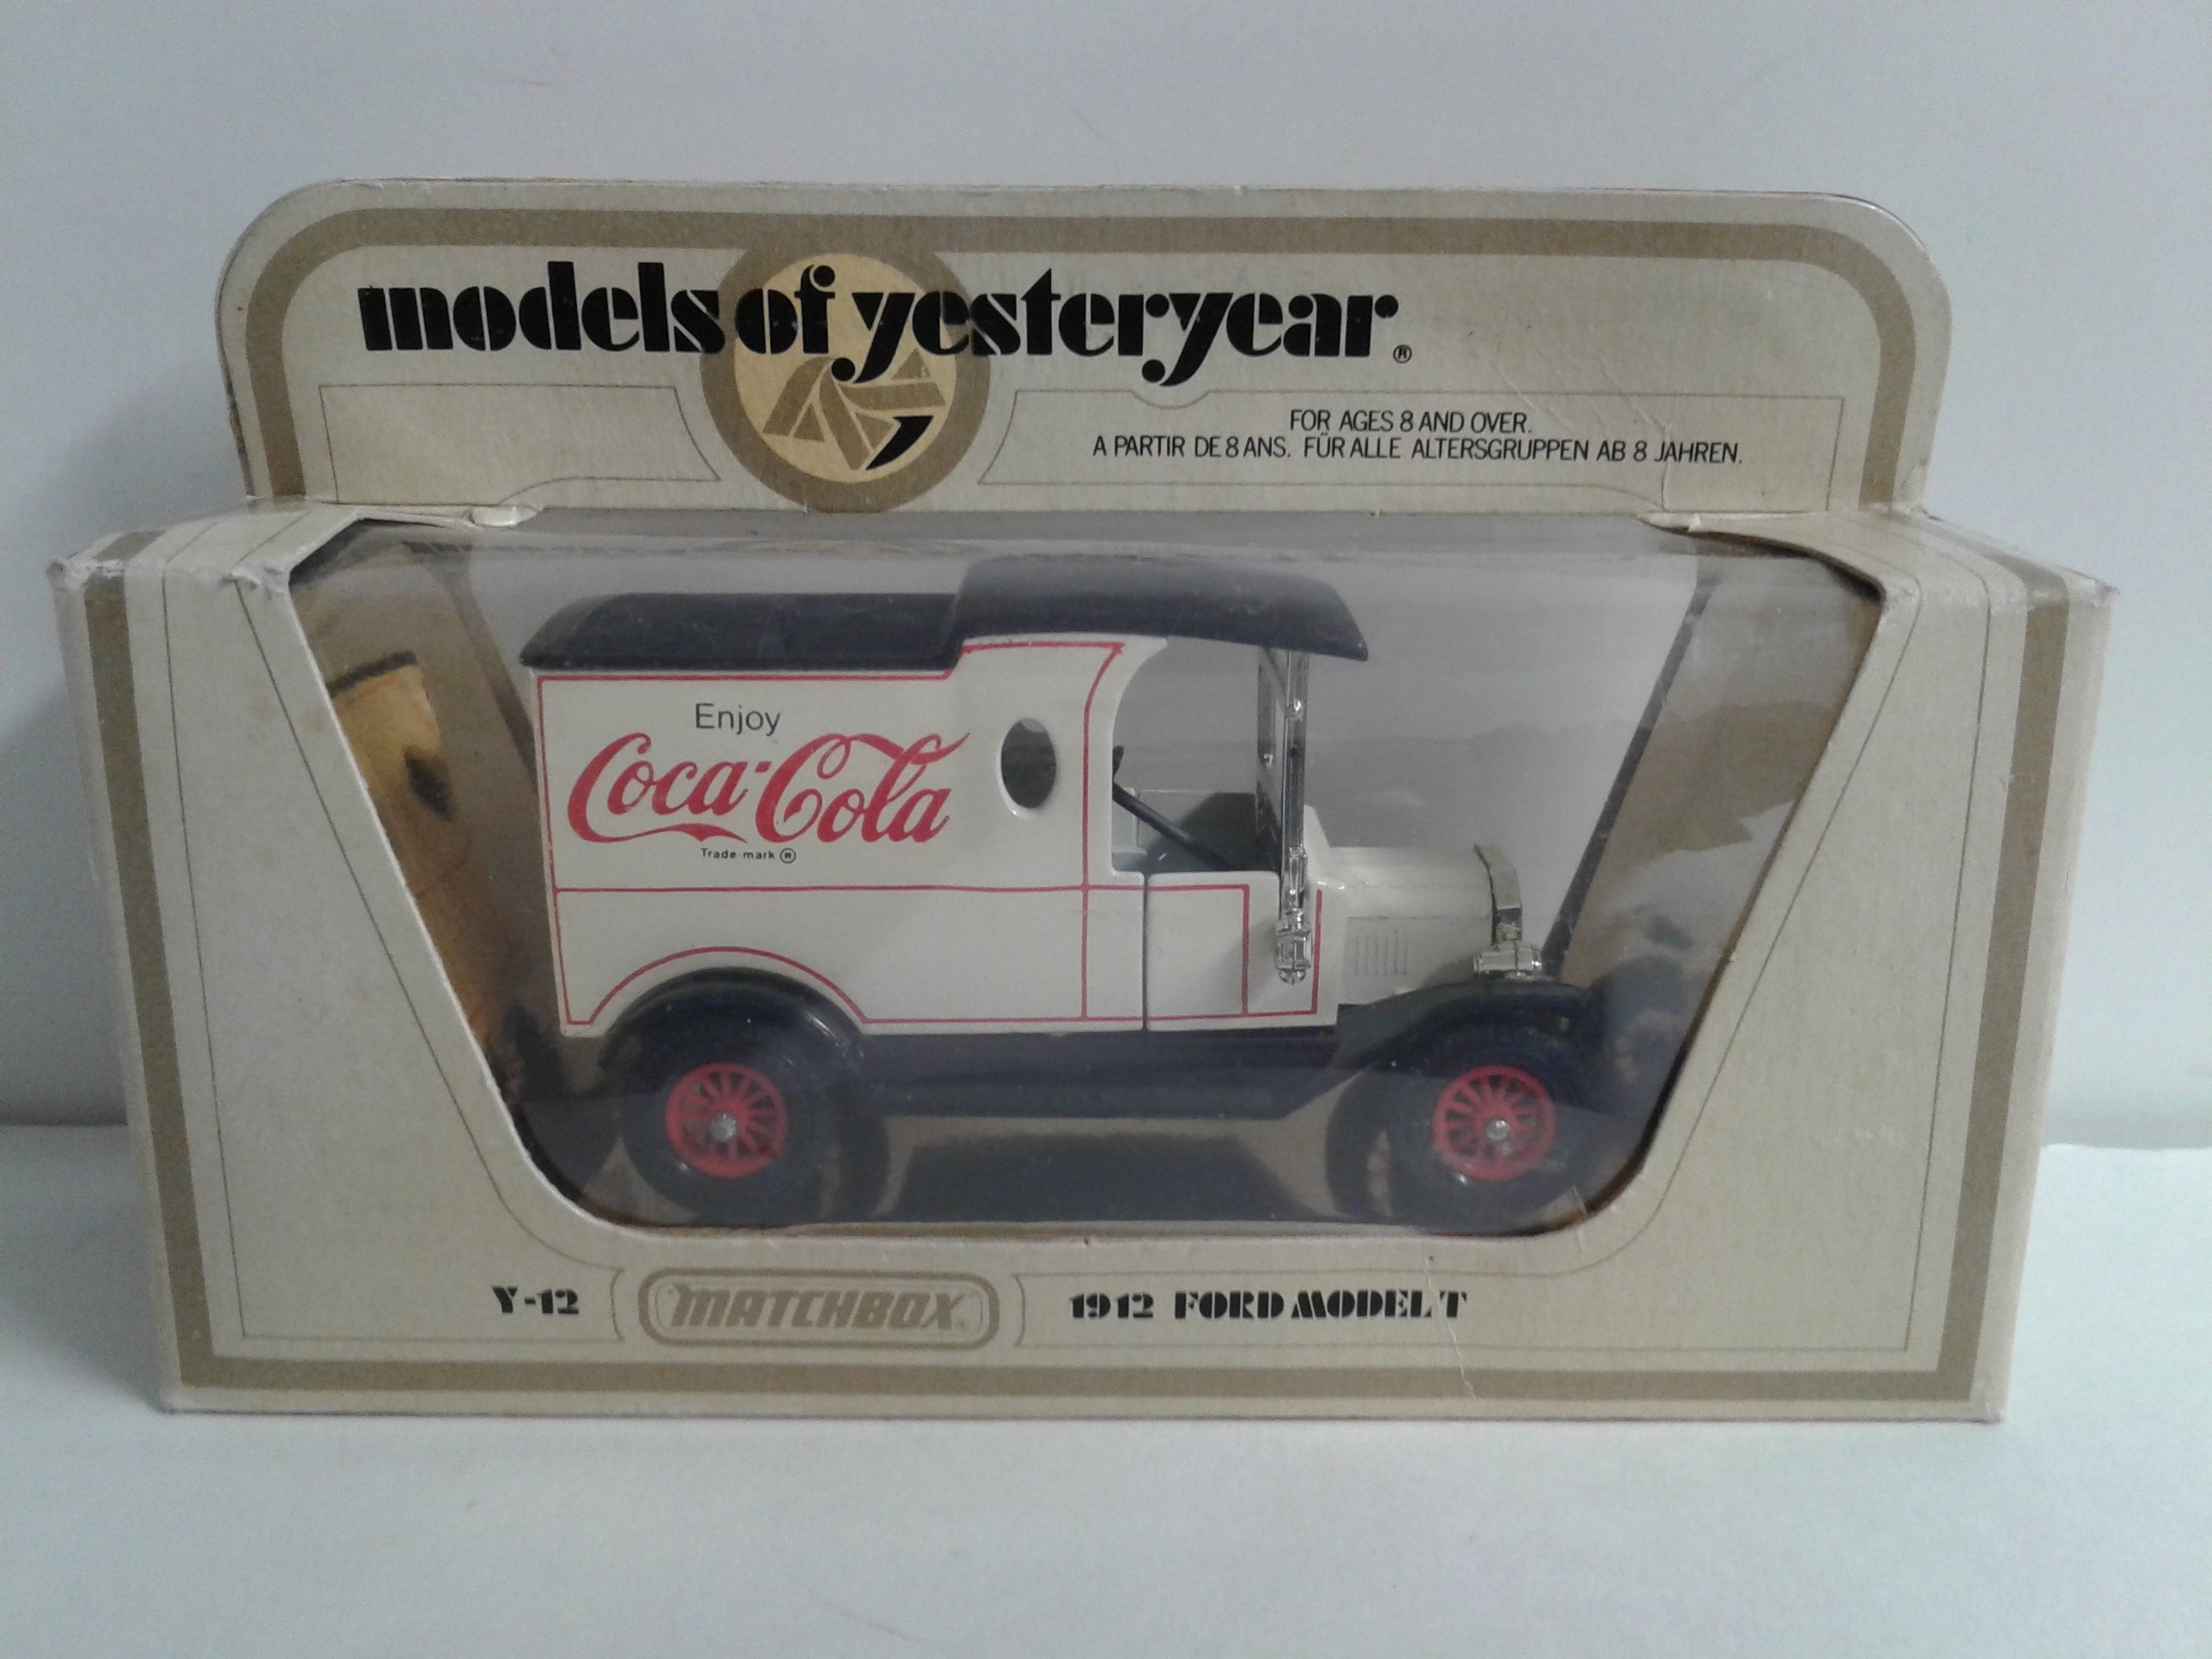 models of yesteryear®
FOR AGES 8 AND OVER.
A PARTIR DE 8 ANS. FÜR ALLE ALTERSGRUPPEN AB 8 JAHREN.
Enjoy
Coca-Cola
Trade-mark ®
Y-12
MATCHBOX®
1912 FORD MODEL T